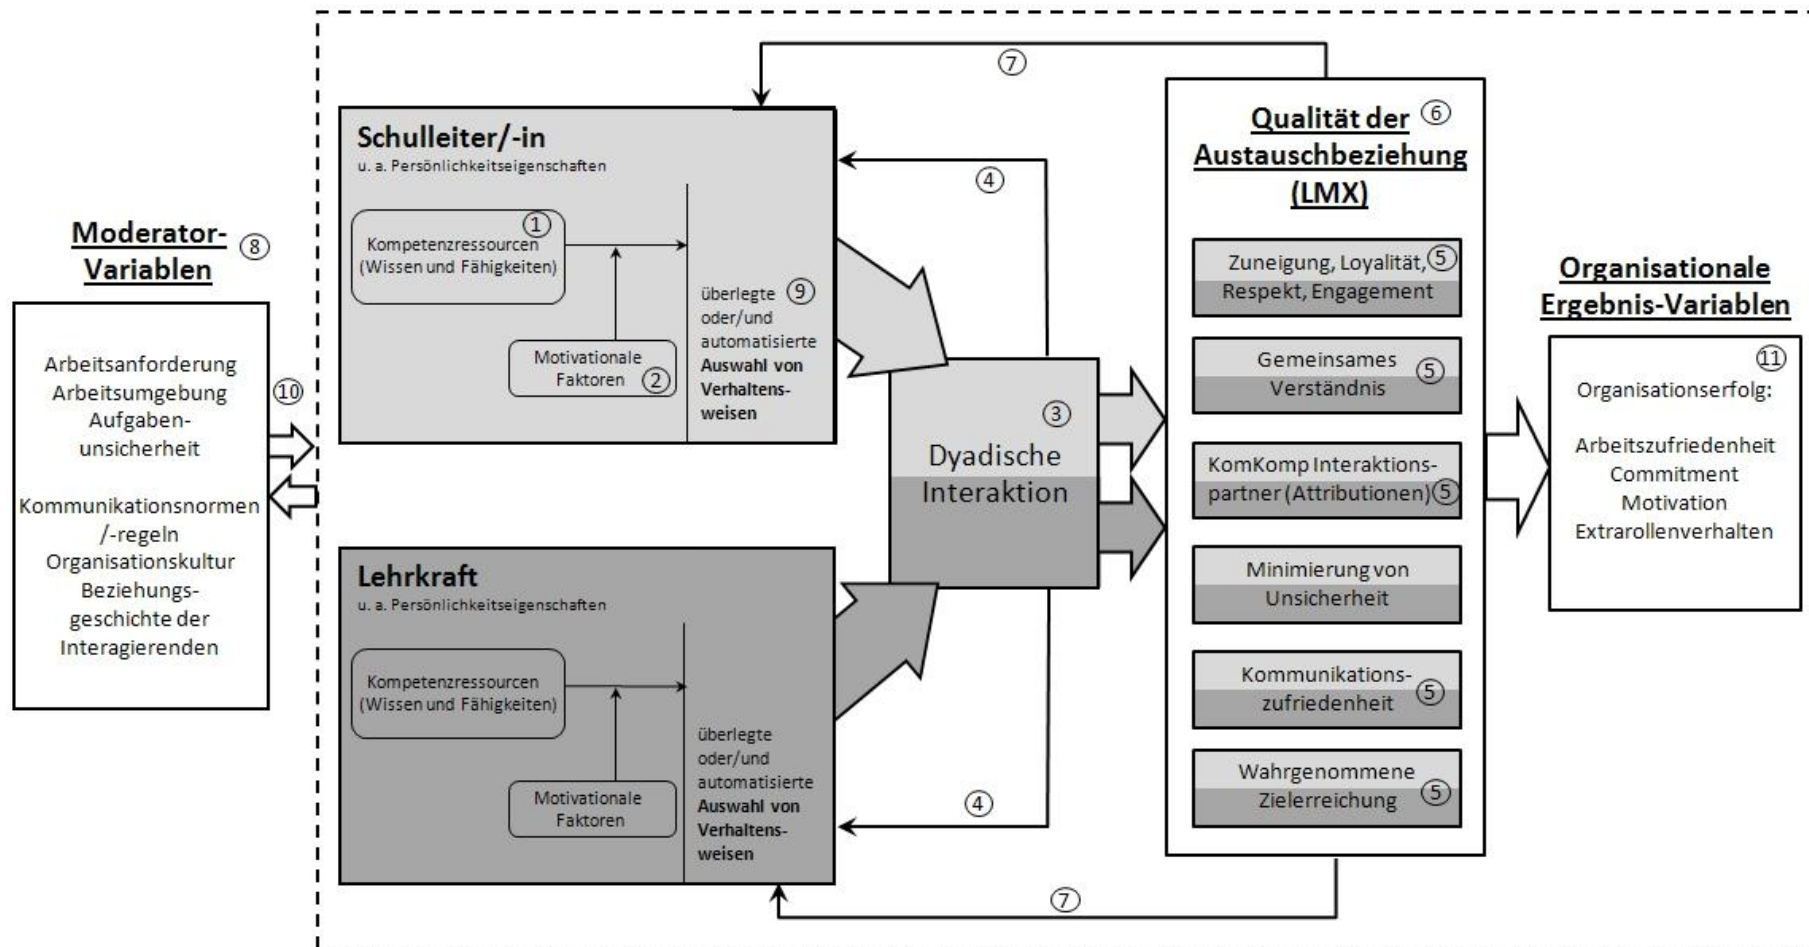 Moderator-
Variablen ⑧
Arbeitsanforderung
Arbeitsumgebung
Aufgaben-
unsicherheit
Kommunikationsnormen
/-regeln
Organisationskultur
Beziehungs-
geschichte der
Interagierenden
⑩
Schulleiter/-in
u. a. Persönlichkeitseigenschaften
①
Kompetenzressourcen
(Wissen und Fähigkeiten)
Motivationale
Faktoren ②
überlegte ⑨
oder/und
automatisierte
Auswahl von
Verhaltens-
weisen
Lehrkraft
u. a. Persönlichkeitseigenschaften
Kompetenzressourcen
(Wissen und Fähigkeiten)
Motivationale
Faktoren
überlegte
oder/und
automatisierte
Auswahl von
Verhaltens-
weisen
⑦
④
③
Dyadische
Interaktion
④
⑦
Qualität der ⑥
Austauschbeziehung
(LMX)
Zuneigung, Loyalität, ⑤
Respekt, Engagement
Gemeinsames
Verständnis ⑤
KomKomp Interaktions-
partner (Attributionen) ⑤
Minimierung von
Unsicherheit
Kommunikations-
zufriedenheit ⑤
Wahrgenommene
Zielerreichung ⑤
Organisationale
Ergebnis-Variablen
⑪
Organisationserfolg:
Arbeitszufriedenheit
Commitment
Motivation
Extrarollenverhalten